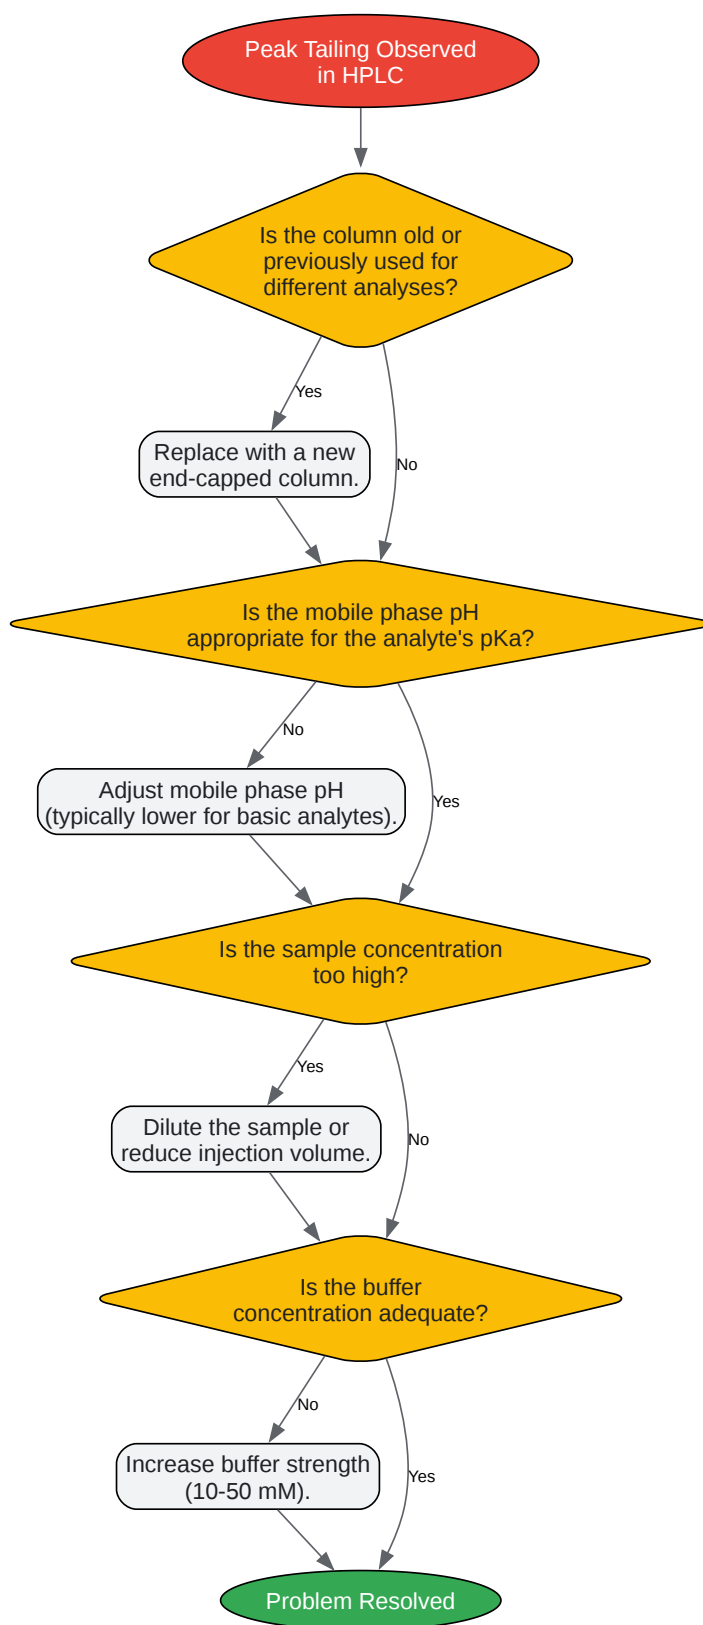 Peak Tailing Observed
in HPLC
Is the column old or
previously used for
different analyses?
Yes
Replace with a new
end-capped column.
No
Is the mobile phase pH
appropriate for the analyte's pKa?
No
Adjust mobile phase pH
(typically lower for basic analytes).
Yes
Is the sample concentration
too high?
Yes
Dilute the sample or
reduce injection volume.
No
Is the buffer
concentration adequate?
No
Increase buffer strength
(10-50 mM).
Yes
Problem Resolved